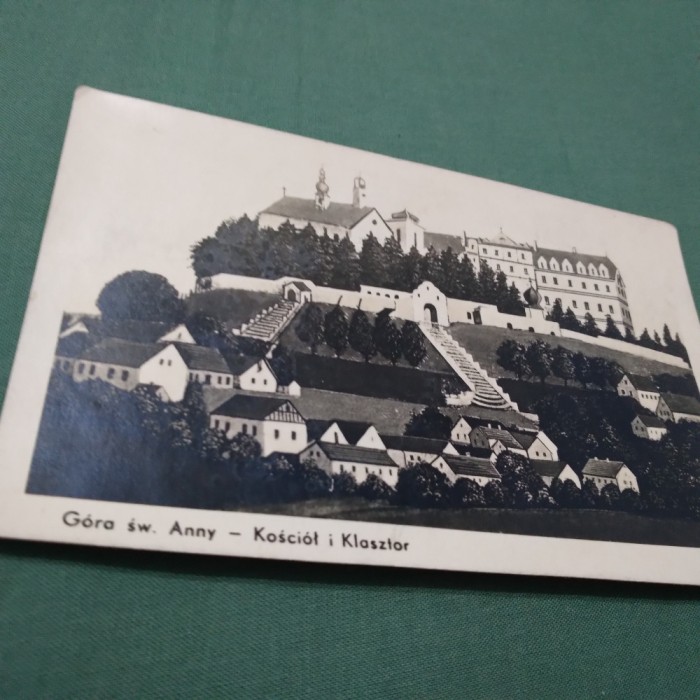 Góra św. Anny – Kościół i Klasztor